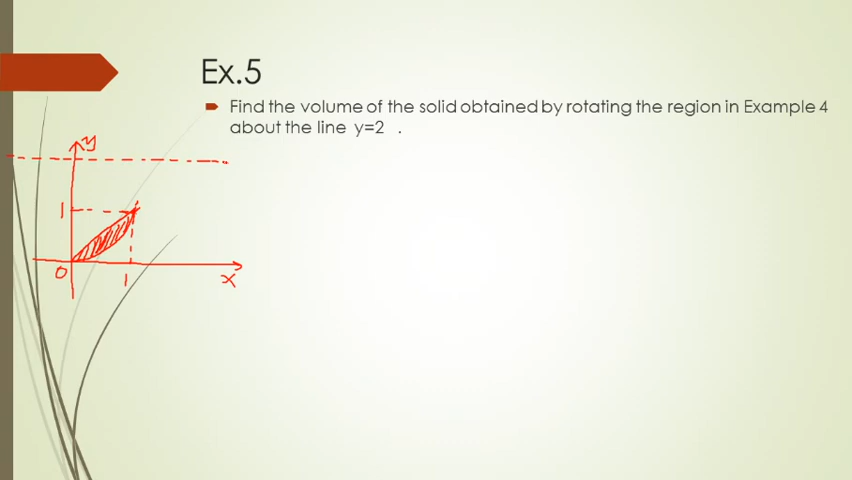 Ex.5
Find the volume of the solid obtained by rotating the region in Example 4
about the line y=2 .
y
1
0
1
x